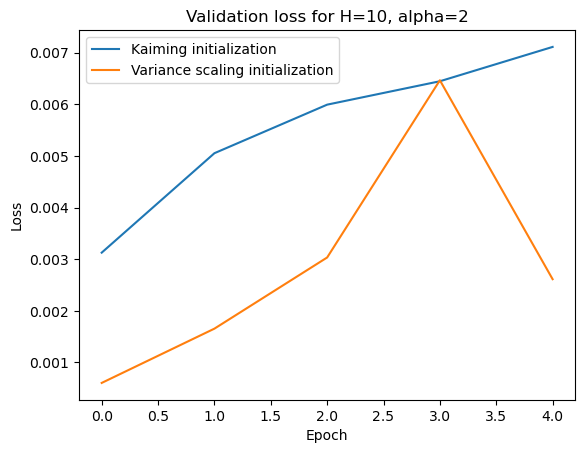 Validation loss for H=10, alpha=2
Kaiming initialization
Variance scaling initialization
Loss
0.007
0.006
0.005
0.004
0.003
0.002
0.001
0.0 0.5 1.0 1.5 2.0 2.5 3.0 3.5 4.0
Epoch